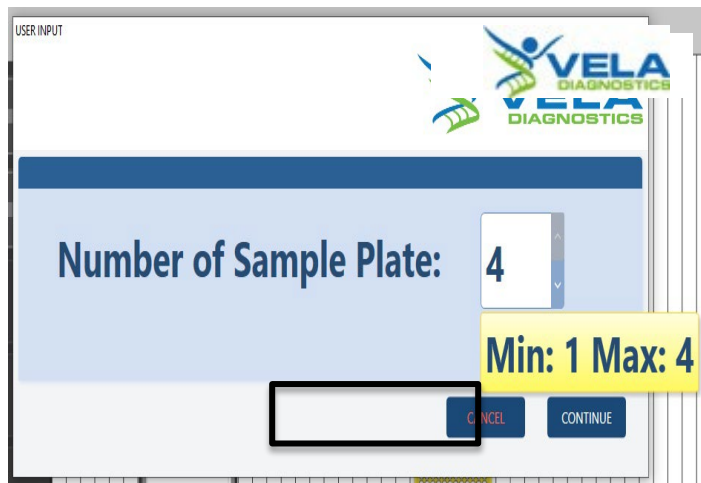 USER INPUT
VELA
DIAGNOSTICS
VELA
DIAGNOSTICS
Number of Sample Plate:
4
Min: 1 Max: 4
CANCEL
CONTINUE